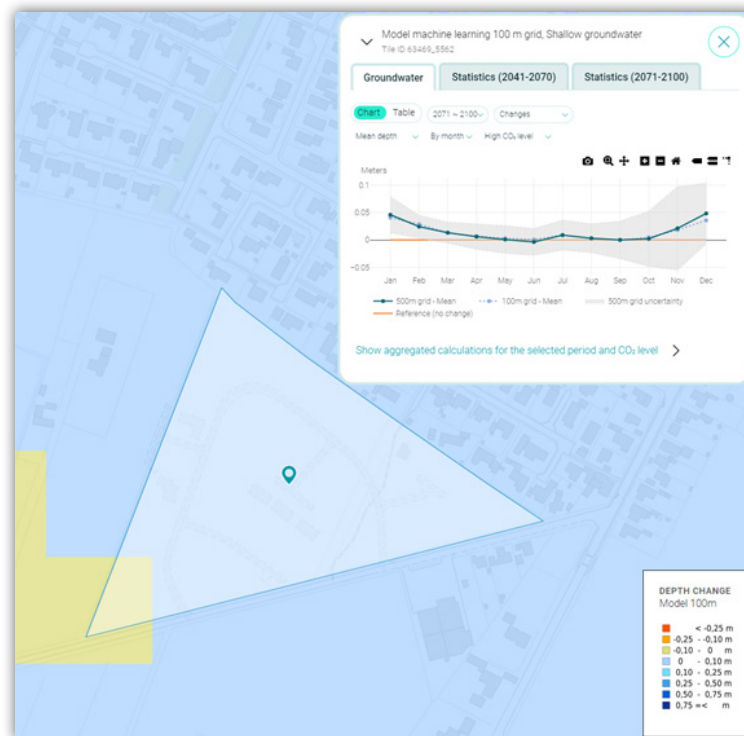 Model machine learning 100 m grid, Shallow groundwater
Tile ID 63469_5562
Groundwater
Statistics (2041-2070)
Statistics (2071-2100)
Chart Table 2071 – 2100 Changes
Mean depth By month High CO₂ level
Meters
0.1
0.05
0
−0.05
Jan Feb Mar Apr May Jun Jul Aug Sep Oct Nov Dec
500m grid - Mean 100m grid - Mean 500m grid uncertainty
Reference (no change)
Show aggregated calculations for the selected period and CO₂ level
DEPTH CHANGE
Model 100m
< -0,25 m
-0,25 - -0,10 m
-0,10 - 0 m
0 - 0,10 m
0,10 - 0,25 m
0,25 - 0,50 m
0,50 - 0,75 m
0,75 =< m